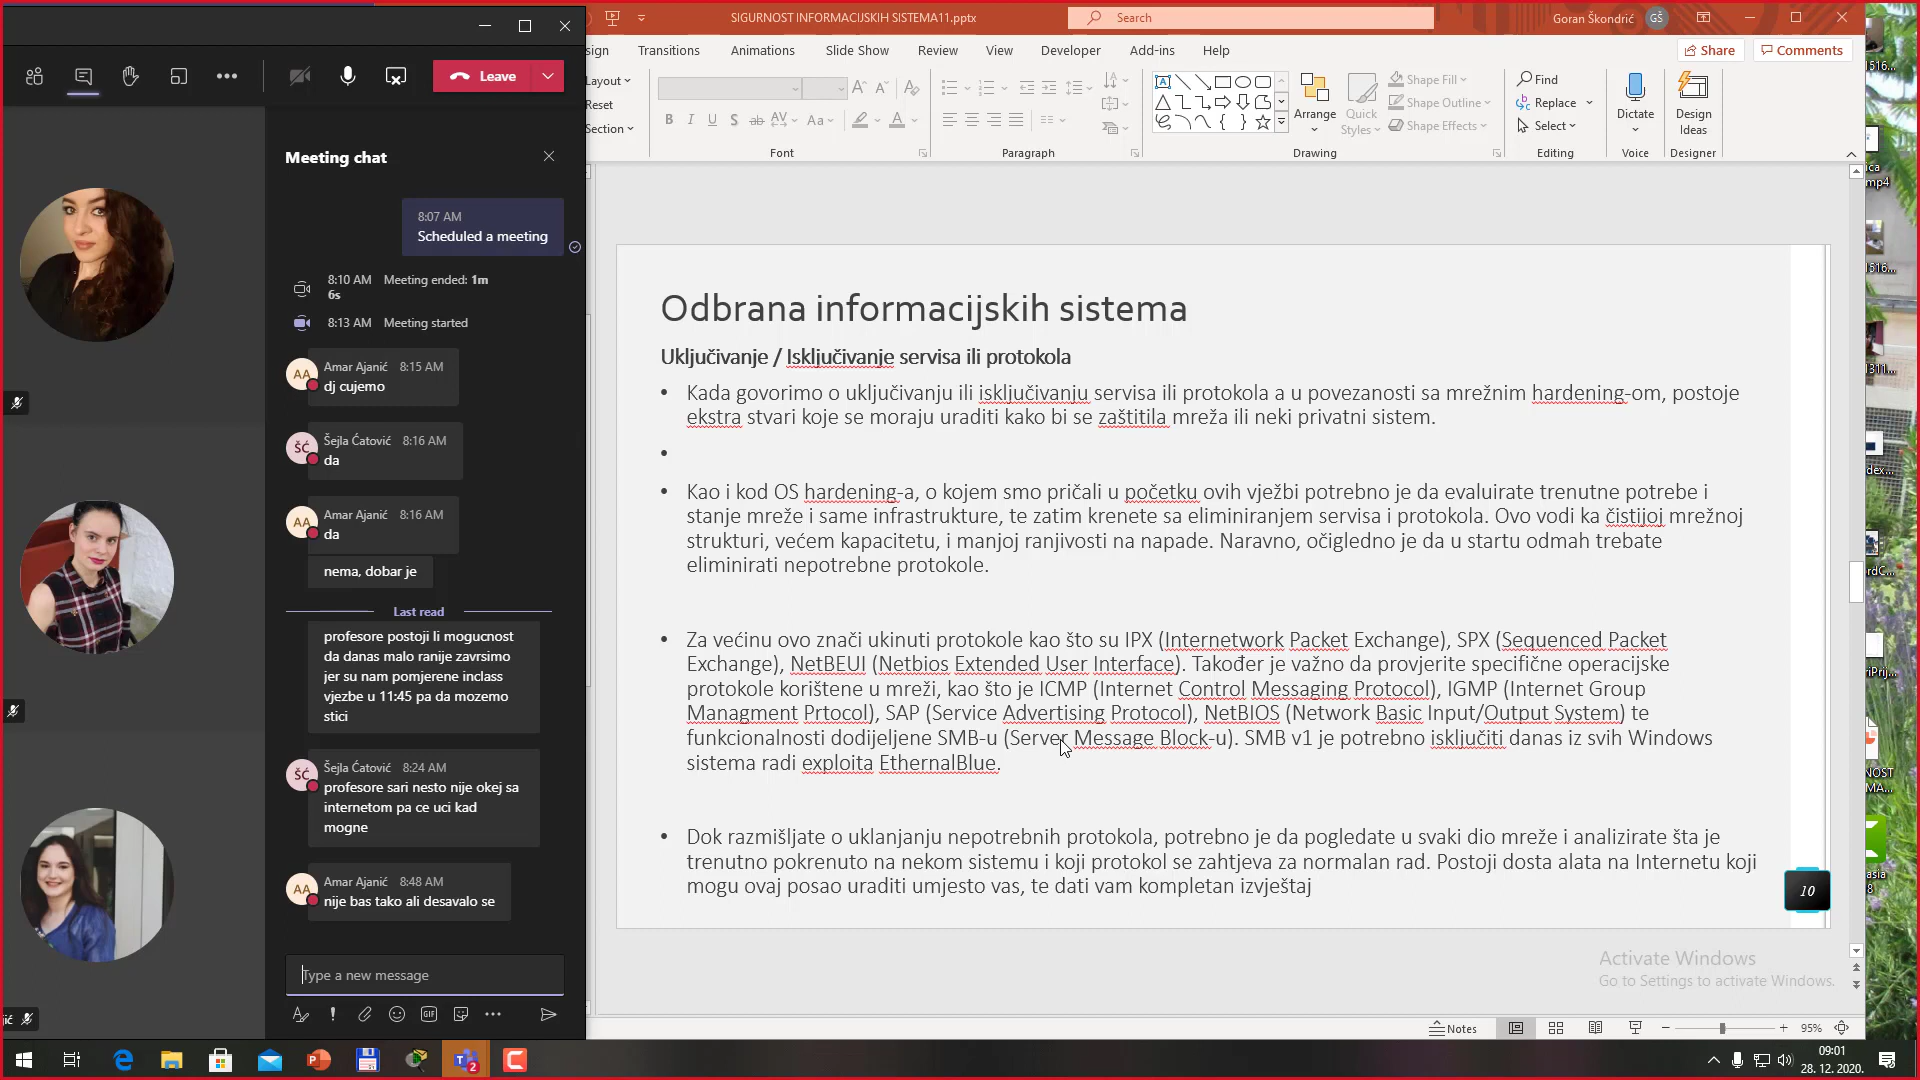 SIGURNOST INFORMACIJSKIH SISTEMA11.pptx
Search
Goran Škondrić
GŠ
sign
Transitions
Animations
Slide Show
Review
View
Developer
Add-ins
Help
Share
Comments
Leave
Layout
Reset
Section
Font
Paragraph
Arrange
Quick
Styles
Shape Fill
Shape Outline
Shape Effects
Drawing
Find
Replace
Select
Editing
Dictate
Voice
Design
Ideas
Designer
Meeting chat
8:07 AM
Scheduled a meeting
8:10 AM Meeting ended: 1m
6s
8:13 AM Meeting started
AA
Amar Ajanić 8:15 AM
dj cujemo
ŠĆ
Šejla Ćatović 8:16 AM
da
AA
Amar Ajanić 8:16 AM
da
nema, dobar je
Last read
profesore postoji li mogucnost
da danas malo ranije zavrsimo
jer su nam pomjerene inclass
vjezbe u 11:45 pa da mozemo
stici
ŠĆ
Šejla Ćatović 8:24 AM
profesore sari nesto nije okej sa
internetom pa ce uci kad
mogne
AA
Amar Ajanić 8:48 AM
nije bas tako ali desavalo se
Type a new message
Odbrana informacijskih sistema
Uključivanje / Isključivanje servisa ili protokola
• Kada govorimo o uključivanju ili isključivanju servisa ili protokola a u povezanosti sa mrežnim hardening-om, postoje
ekstra stvari koje se moraju uraditi kako bi se zaštitila mreža ili neki privatni sistem.
•
• Kao i kod OS hardening-a, o kojem smo pričali u početku ovih vježbi potrebno je da evaluirate trenutne potrebe i
stanje mreže i same infrastrukture, te zatim krenete sa eliminiranjem servisa i protokola. Ovo vodi ka čistijoj mrežnoj
strukturi, većem kapacitetu, i manjoj ranjivosti na napade. Naravno, očigledno je da u startu odmah trebate
eliminirati nepotrebne protokole.
• Za većinu ovo znači ukinuti protokole kao što su IPX (Internetwork Packet Exchange), SPX (Sequenced Packet
Exchange), NetBEUI (Netbios Extended User Interface). Također je važno da provjerite specifične operacijske
protokole korištene u mreži, kao što je ICMP (Internet Control Messaging Protocol), IGMP (Internet Group
Managment Prtocol), SAP (Service Advertising Protocol), NetBIOS (Network Basic Input/Output System) te
funkcionalnosti dodijeljene SMB-u (Server Message Block-u). SMB v1 je potrebno isključiti danas iz svih Windows
sistema radi exploita EthernalBlue.
• Dok razmišljate o uklanjanju nepotrebnih protokola, potrebno je da pogledate u svaki dio mreže i analizirate šta je
trenutno pokrenuto na nekom sistemu i koji protokol se zahtjeva za normalan rad. Postoji dosta alata na Internetu koji
mogu ovaj posao uraditi umjesto vas, te dati vam kompletan izvještaj
10
Activate Windows
Go to Settings to activate Windows.
Notes
95%
09:01
28. 12. 2020.